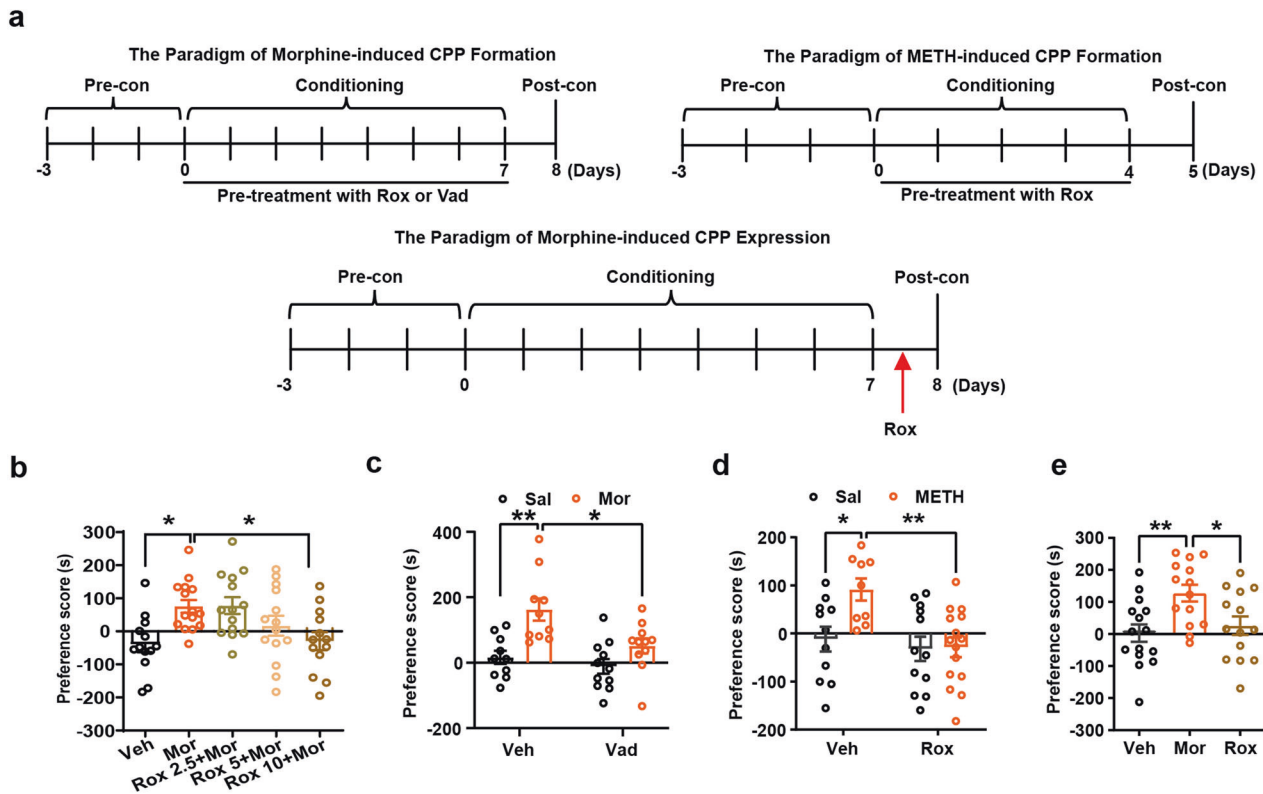 a
The Paradigm of Morphine-induced CPP Formation
Pre-con Conditioning Post-con
-3 0 7 8 (Days)
Pre-treatment with Rox or Vad
The Paradigm of METH-induced CPP Formation
Pre-con Conditioning Post-con
-3 0 4 5 (Days)
Pre-treatment with Rox
The Paradigm of Morphine-induced CPP Expression
Pre-con Conditioning Post-con
-3 0 7 8 (Days)
Rox
b
Preference score (s)
300
200
100
0
-100
-200
-300
* *
Veh Mor Rox 2.5+Mor Rox 5+Mor Rox 10+Mor
c
Sal Mor
Preference score (s)
400
200
0
-200
** *
Veh Vad
d
Sal METH
Preference score (s)
200
100
0
-100
-200
* **
Veh Rox
e
Preference score (s)
300
200
100
0
-100
-200
-300
** *
Veh Mor Rox